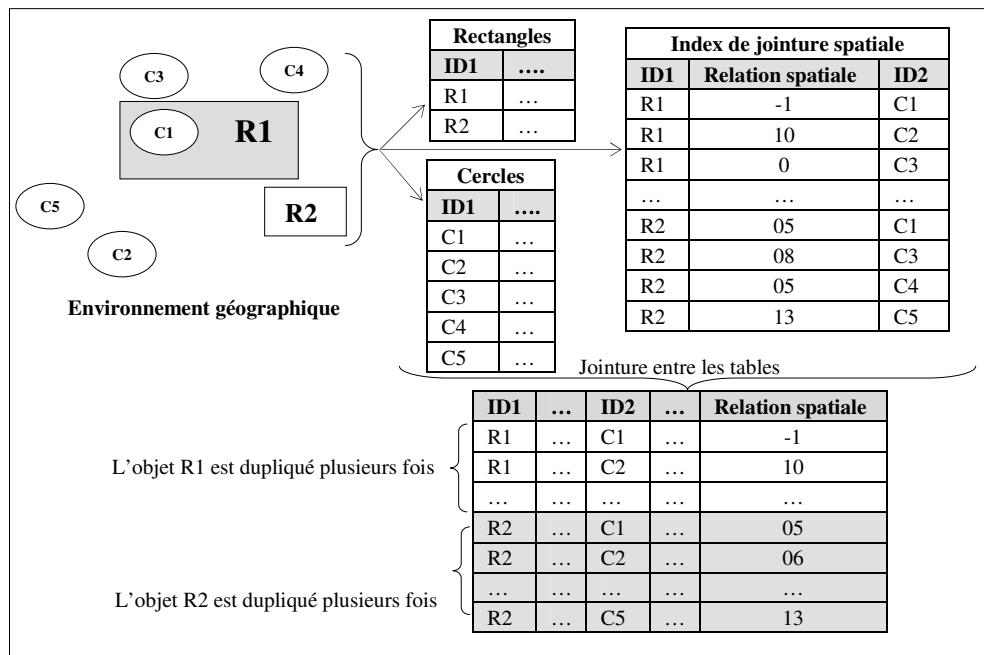 C3
C4
C1
R1
C5
R2
C2
Environnement géographique
Rectangles
ID1 ….
R1 …
R2 …
Cercles
ID1 ….
C1 …
C2 …
C3 …
C4 …
C5 …
Index de jointure spatiale
ID1 Relation spatiale ID2
R1 -1 C1
R1 10 C2
R1 0 C3
… … …
R2 05 C1
R2 08 C3
R2 05 C4
R2 13 C5
Jointure entre les tables
ID1 … ID2 … Relation spatiale
R1 … C1 … -1
R1 … C2 … 10
… … … … …
R2 … C1 … 05
R2 … C2 … 06
… … … … …
R2 … C5 … 13
L'objet R1 est dupliqué plusieurs fois
L'objet R2 est dupliqué plusieurs fois